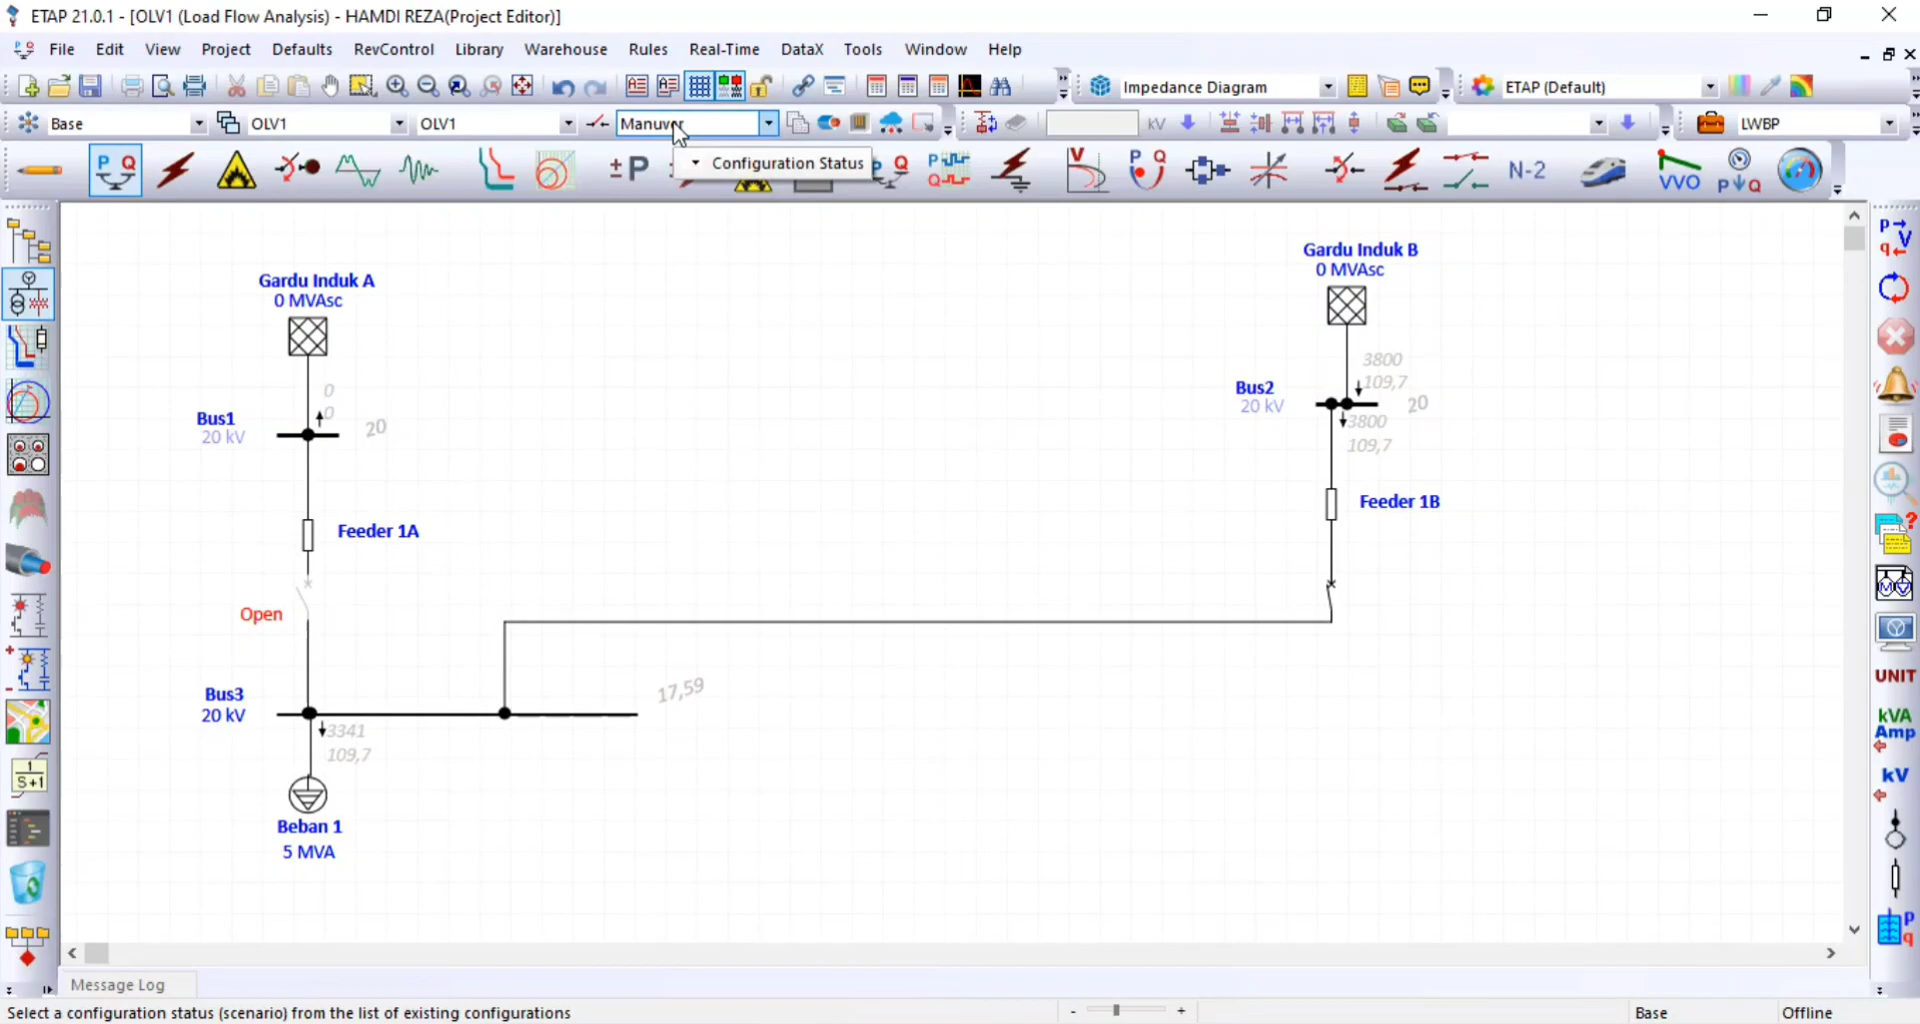 ETAP 21.0.1 - [OLV1 (Load Flow Analysis) - HAMDI REZA(Project Editor)]
File Edit View Project Defaults RevControl Library Warehouse Rules Real-Time DataX Tools Window Help
Impedance Diagram
ETAP (Default)
Base
OLV1
OLV1
Manuver
kV
LWBP
Configuration Status
N-2
VVO
P Q
UNIT
kVA
Amp
kV
Gardu Induk A
0 MVAsc
0
0
20
Bus1
20 kV
Feeder 1A
Open
Bus3
20 kV
17,59
3341
109,7
Beban 1
5 MVA
Gardu Induk B
0 MVAsc
3800
109,7
Bus2
20 kV
20
3800
109,7
Feeder 1B
Message Log
Select a configuration status (scenario) from the list of existing configurations
- +
Base
Offline